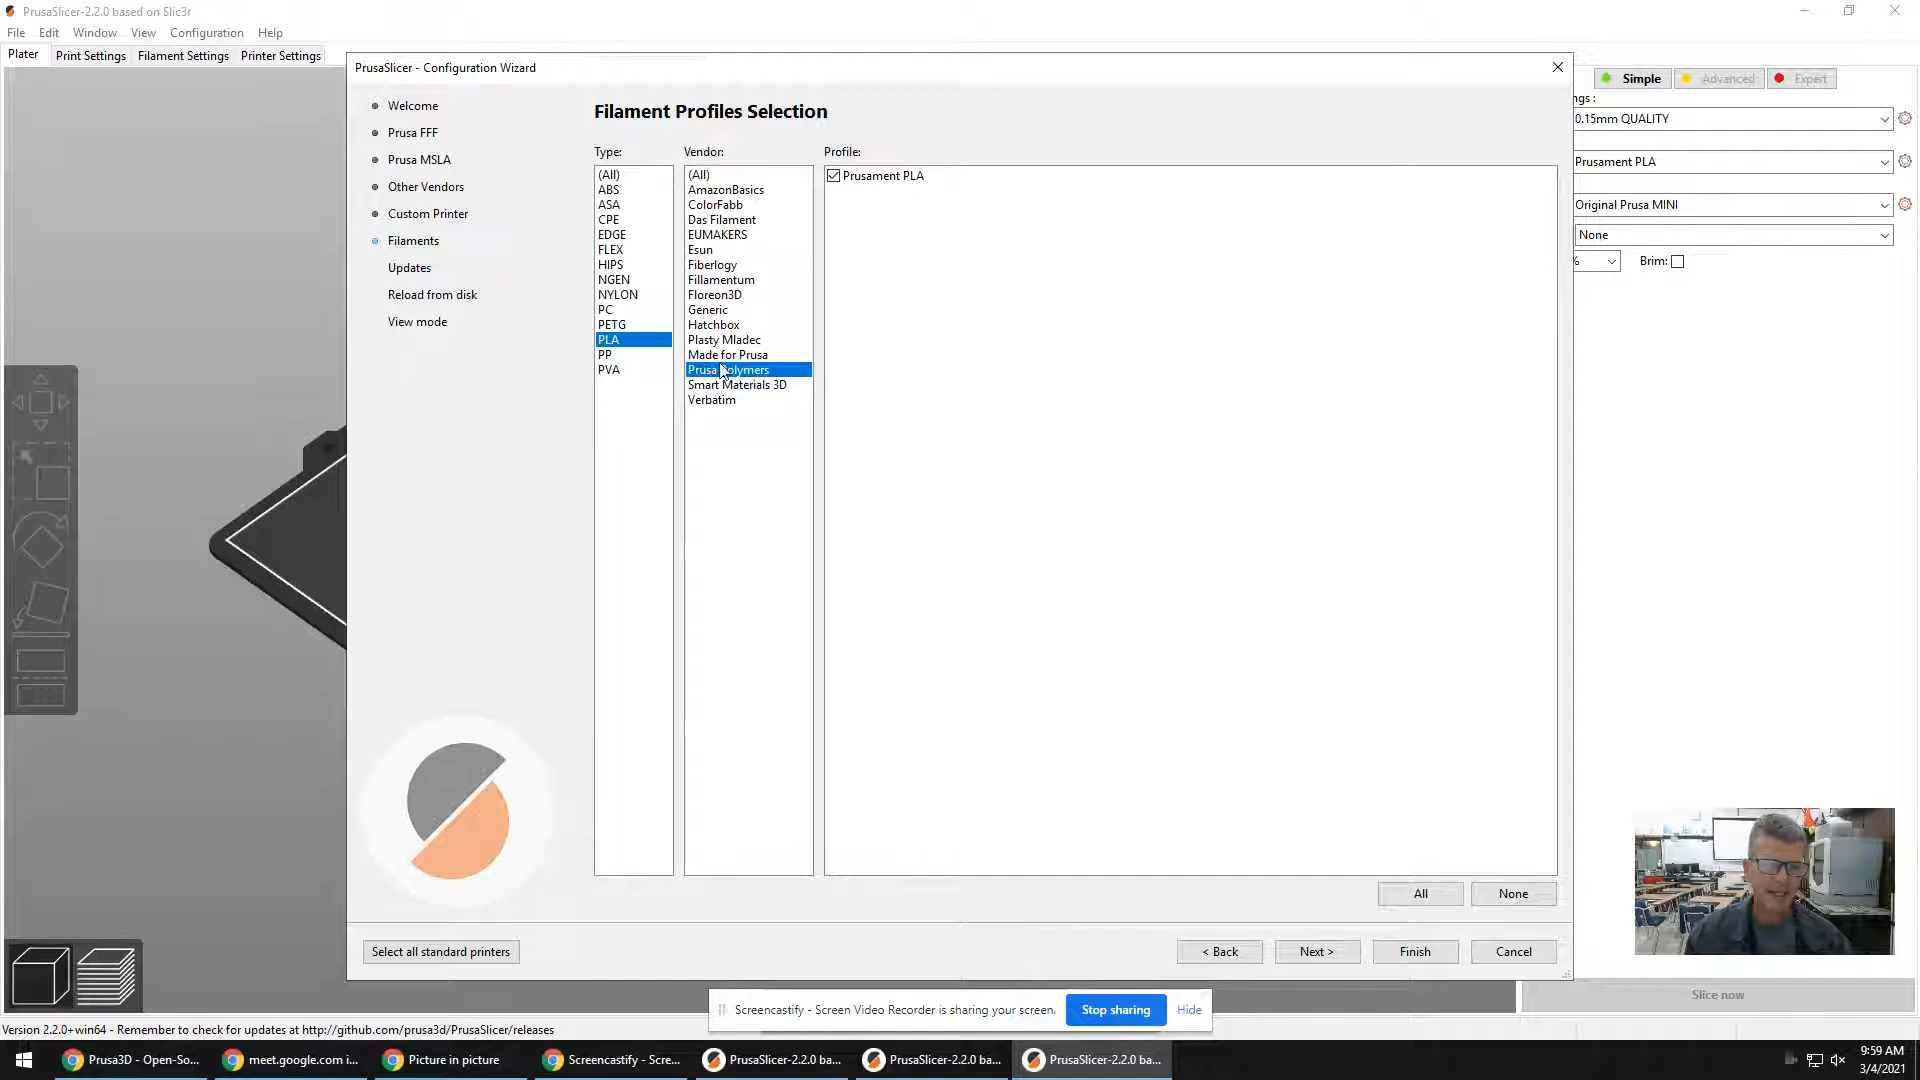 PrusaSlicer-2.2.0 based on Slic3r
File Edit Window View Configuration Help
Plater Print Settings Filament Settings Printer Settings
PrusaSlicer - Configuration Wizard
Welcome
Prusa FFF
Prusa MSLA
Other Vendors
Custom Printer
Filaments
Updates
Reload from disk
View mode
Filament Profiles Selection
Type:
(All)
ABS
ASA
CPE
EDGE
FLEX
HIPS
NGEN
NYLON
PC
PETG
PLA
PP
PVA
Vendor:
(All)
AmazonBasics
ColorFabb
Das Filament
EUMAKERS
Esun
Fiberlogy
Fillamentum
Floreon3D
Generic
Hatchbox
Plasty Mladec
Made for Prusa
Prusa Polymers
Smart Materials 3D
Verbatim
Profile:
Prusament PLA
All None
Select all standard printers
< Back Next > Finish Cancel
Simple Advanced Expert
ngs :
0.15mm QUALITY
Prusament PLA
Original Prusa MINI
None
% Brim:
Slice now
Screencastify - Screen Video Recorder is sharing your screen. Stop sharing Hide
Version 2.2.0+win64 - Remember to check for updates at http://github.com/prusa3d/PrusaSlicer/releases
Prusa3D - Open-So... meet.google.com i... Picture in picture Screencastify - Scre... PrusaSlicer-2.2.0 ba... PrusaSlicer-2.2.0 ba... PrusaSlicer-2.2.0 ba...
9:59 AM
3/4/2021